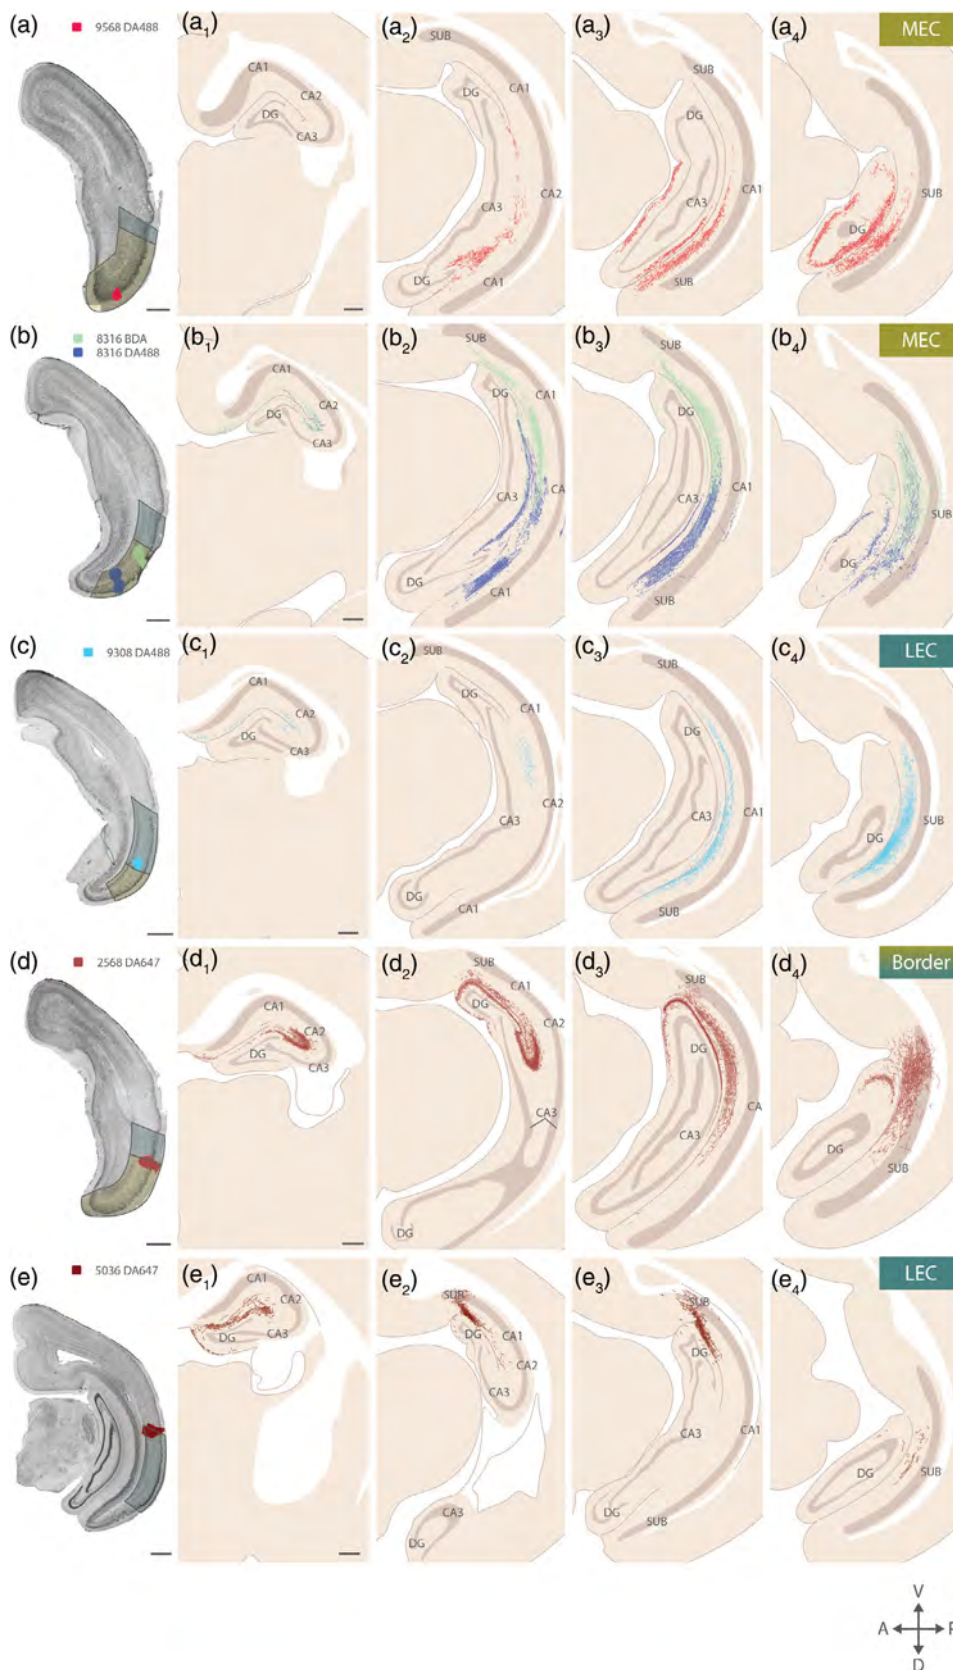 (a) 9568 DA488 (a1) (a2) (a3) (a4) MEC
CA1 CA2 DG CA3
SUB DG CA1 CA3 CA2 DG CA1
SUB DG CA3 CA1 SUB
DG SUB
(b) 8316 BDA (b1) (b2) (b3) (b4) MEC
8316 DA488
CA1 CA2 DG CA3
SUB DG CA1 CA3 CA DG CA1
SUB DG CA3 CA1 SUB
DG SUB
(c) 9308 DA488 (c1) (c2) (c3) (c4) LEC
CA1 CA2 DG CA3
SUB DG CA1 CA2 CA3 DG CA1
SUB DG CA3 CA1 SUB
DG SUB
(d) 2568 DA647 (d1) (d2) (d3) (d4) Border
CA1 CA2 DG CA3
SUB CA1 DG CA2 CA3 DG
SUB DG CA CA3
DG SUB
(e) 5036 DA647 (e1) (e2) (e3) (e4) LEC
CA1 CA2 DG CA3
SUB DG CA1 CA2 CA3 CA3 DG
SUB DG CA3 CA1 DG SUB
DG SUB
V
A P
D